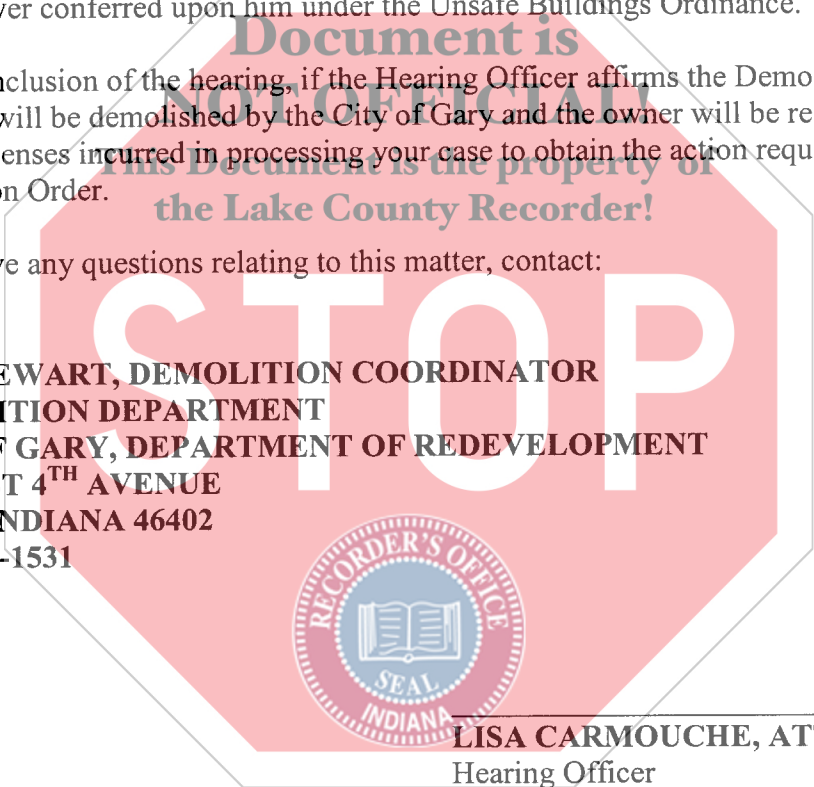 ver conferred upon him under the Unsafe Buildings Ordinance.
Document is
nclusion of the hearing, if the Hearing Officer affirms the Demo
NOT OFFICIAL!
will be demolished by the City of Gary and the owner will be re
enses incurred in processing your case to obtain the action requ
This Document is the property of
on Order.
the Lake County Recorder!
ve any questions relating to this matter, contact:
STOP
EWART, DEMOLITION COORDINATOR
ITION DEPARTMENT
F GARY, DEPARTMENT OF REDEVELOPMENT
T 4TH AVENUE
NDIANA 46402
-1531
RECORDER'S OFFICE
SEAL
INDIANA
LISA CARMOUCHE, AT
Hearing Officer